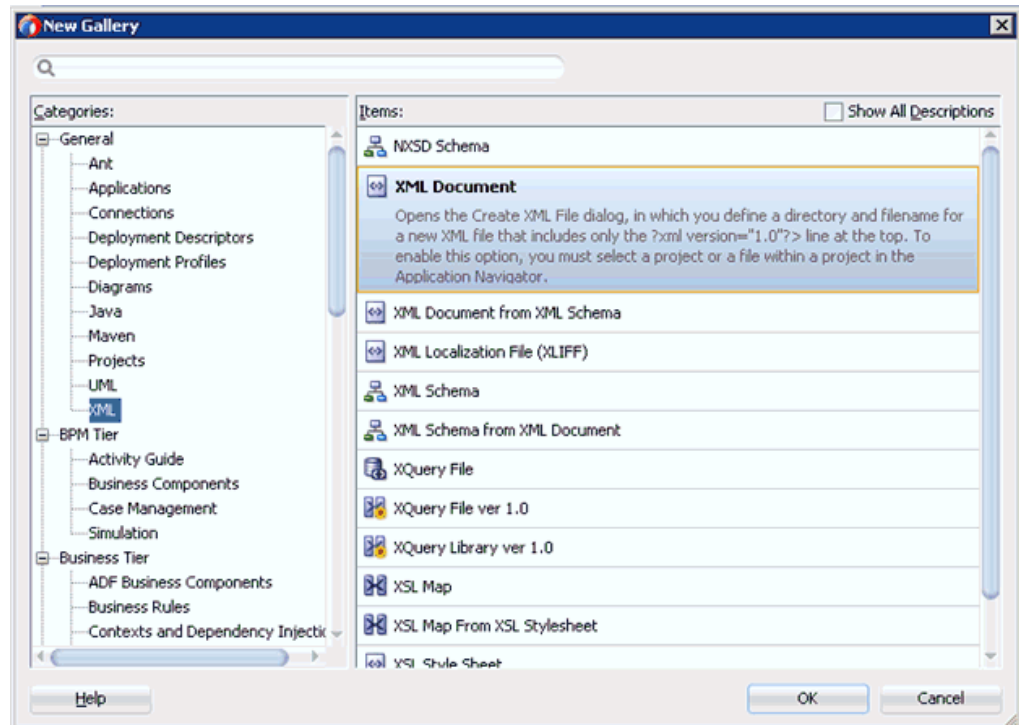 New Gallery
Categories:
General
Ant
Applications
Connections
Deployment Descriptors
Deployment Profiles
Diagrams
Java
Maven
Projects
UML
XML
BPM Tier
Activity Guide
Business Components
Case Management
Simulation
Business Tier
ADF Business Components
Business Rules
Contexts and Dependency Injectic
Items:
Show All Descriptions
NXSD Schema
XML Document
Opens the Create XML File dialog, in which you define a directory and filename for
a new XML file that includes only the ?xml version="1.0"?> line at the top. To
enable this option, you must select a project or a file within a project in the
Application Navigator.
XML Document from XML Schema
XML Localization File (XLIFF)
XML Schema
XML Schema from XML Document
XQuery File
XQuery File ver 1.0
XQuery Library ver 1.0
XSL Map
XSL Map From XSL Stylesheet
XSL Style Sheet
Help
OK
Cancel